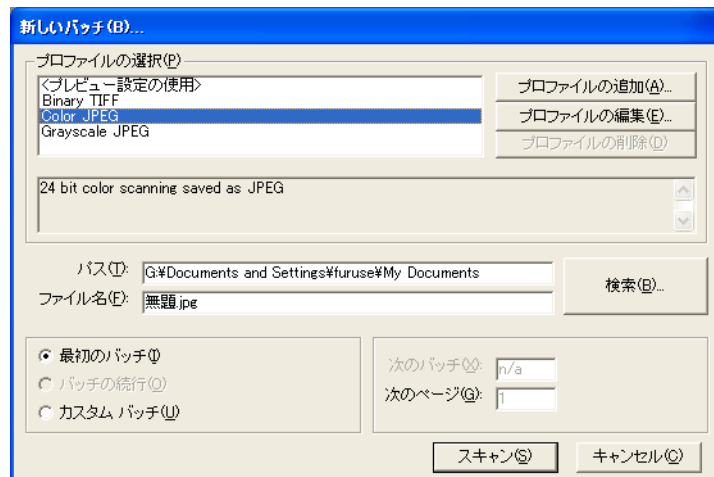 新しいバッチ(B)...
プロファイルの選択(P)
<プレビュー設定の使用>
Binary TIFF
Color JPEG
Grayscale JPEG
プロファイルの追加(A)...
プロファイルの編集(E)...
プロファイルの削除(D)
24 bit color scanning saved as JPEG
パス(T): G:¥Documents and Settings¥furuse¥My Documents
ファイル名(F): 無題.jpg
検索(B)...
最初のバッチ(I)
バッチの続行(O)
カスタム バッチ(U)
次のバッチ(X): n/a
次のページ(G): 1
スキャン(S)
キャンセル(C)